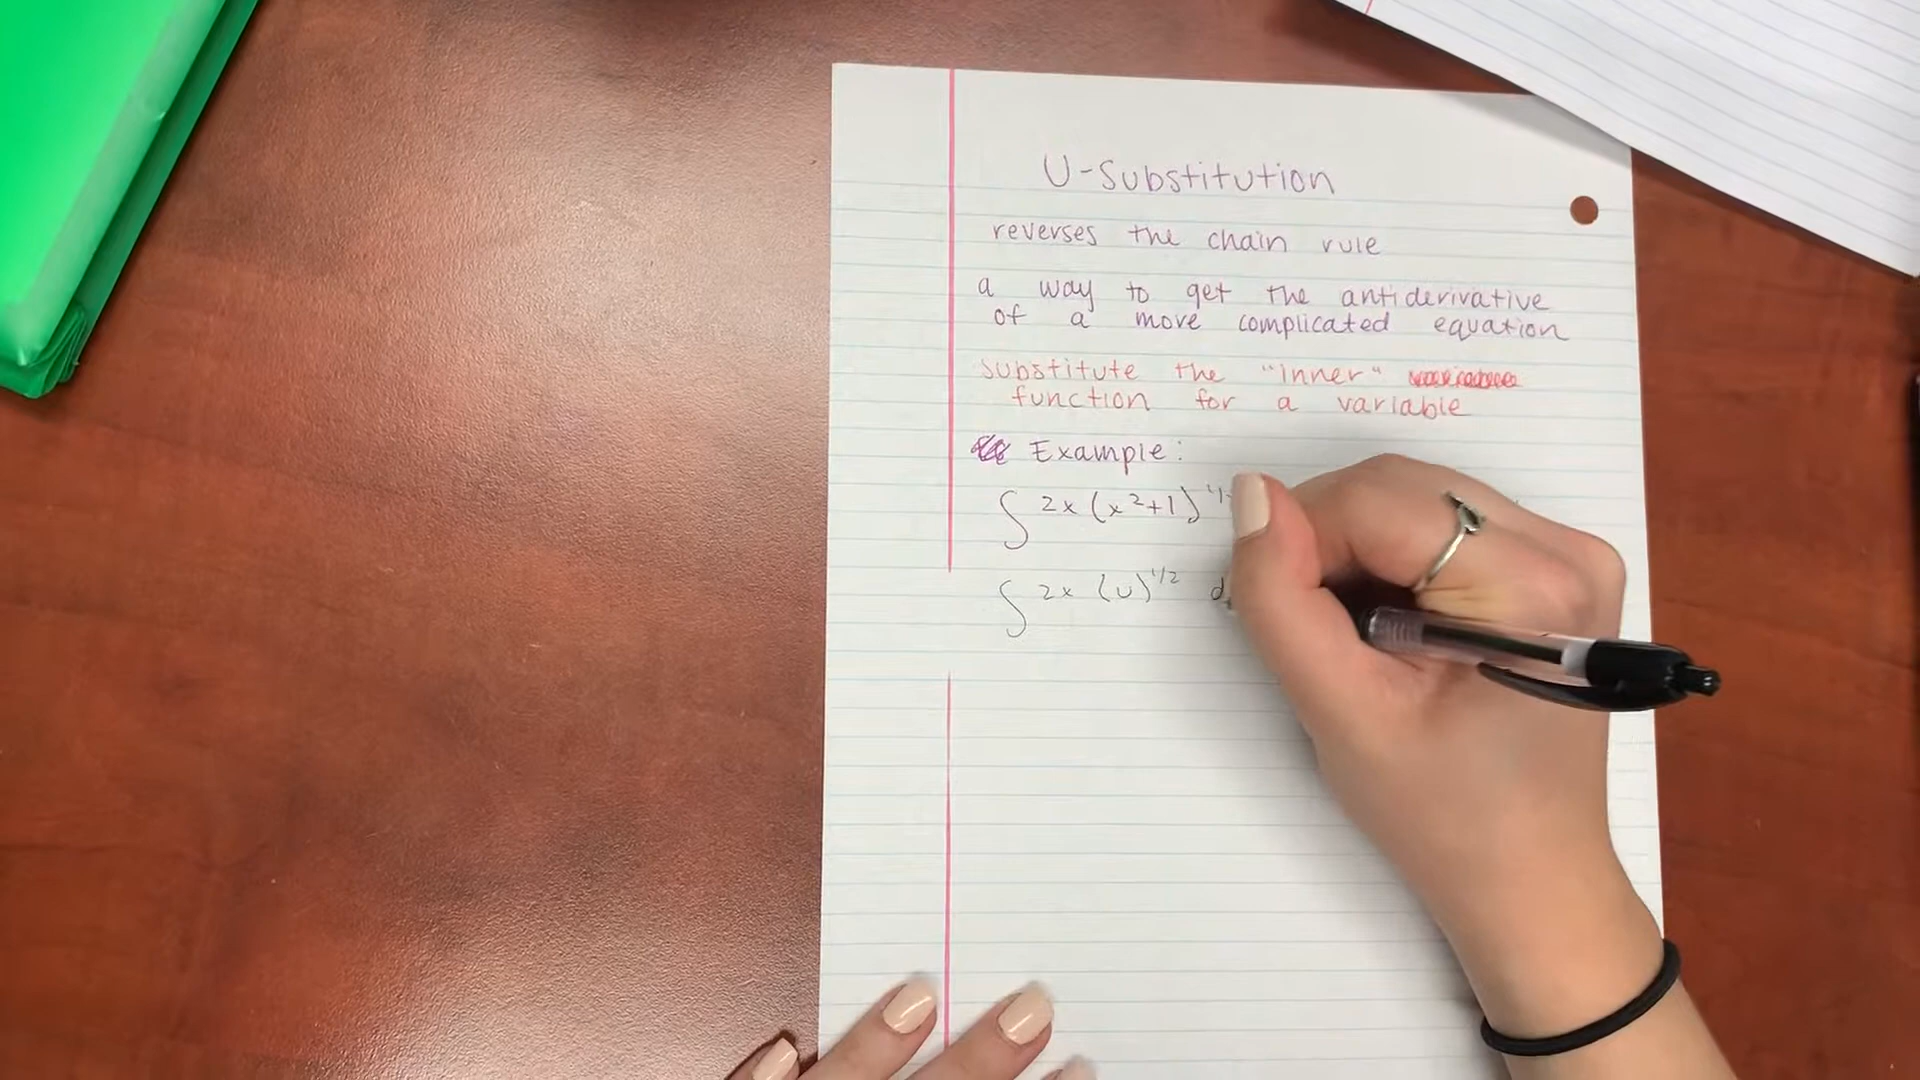 U-Substitution
reverses the chain rule
a way to get the antiderivative
of a more complicated equation
substitute the "inner"
function for a variable
Example:
∫ 2x (x²+1)
∫ 2x (u)^1/2 d